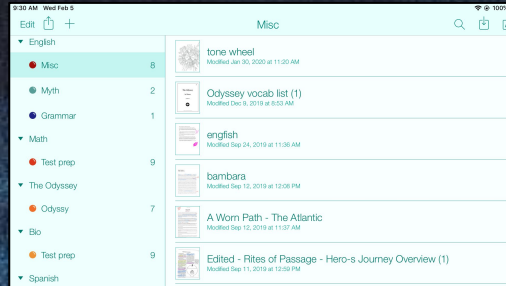 9:30 AM Wed Feb 5
100%
Edit
Misc
English
Misc 8
Myth 2
Grammar 1
Math
Test prep 9
The Odyssey
Odyssy 7
Bio
Test prep 9
Spanish
tone wheel
Modified Jan 30, 2020 at 11:20 AM
Odyssey vocab list (1)
Modified Dec 9, 2019 at 8:53 AM
engfish
Modified Sep 24, 2019 at 11:36 AM
bambara
Modified Sep 12, 2019 at 12:08 PM
A Worn Path - The Atlantic
Modified Sep 12, 2019 at 11:37 AM
Edited - Rites of Passage - Hero-s Journey Overview (1)
Modified Sep 11, 2019 at 12:59 PM